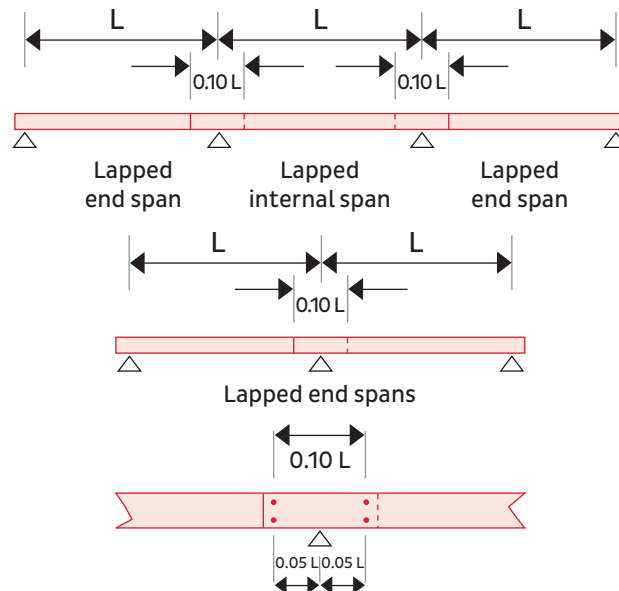 L L L
0.10 L 0.10 L
Lapped Lapped Lapped
end span internal span end span
L L
0.10 L
Lapped end spans
0.10 L
0.05 L 0.05 L